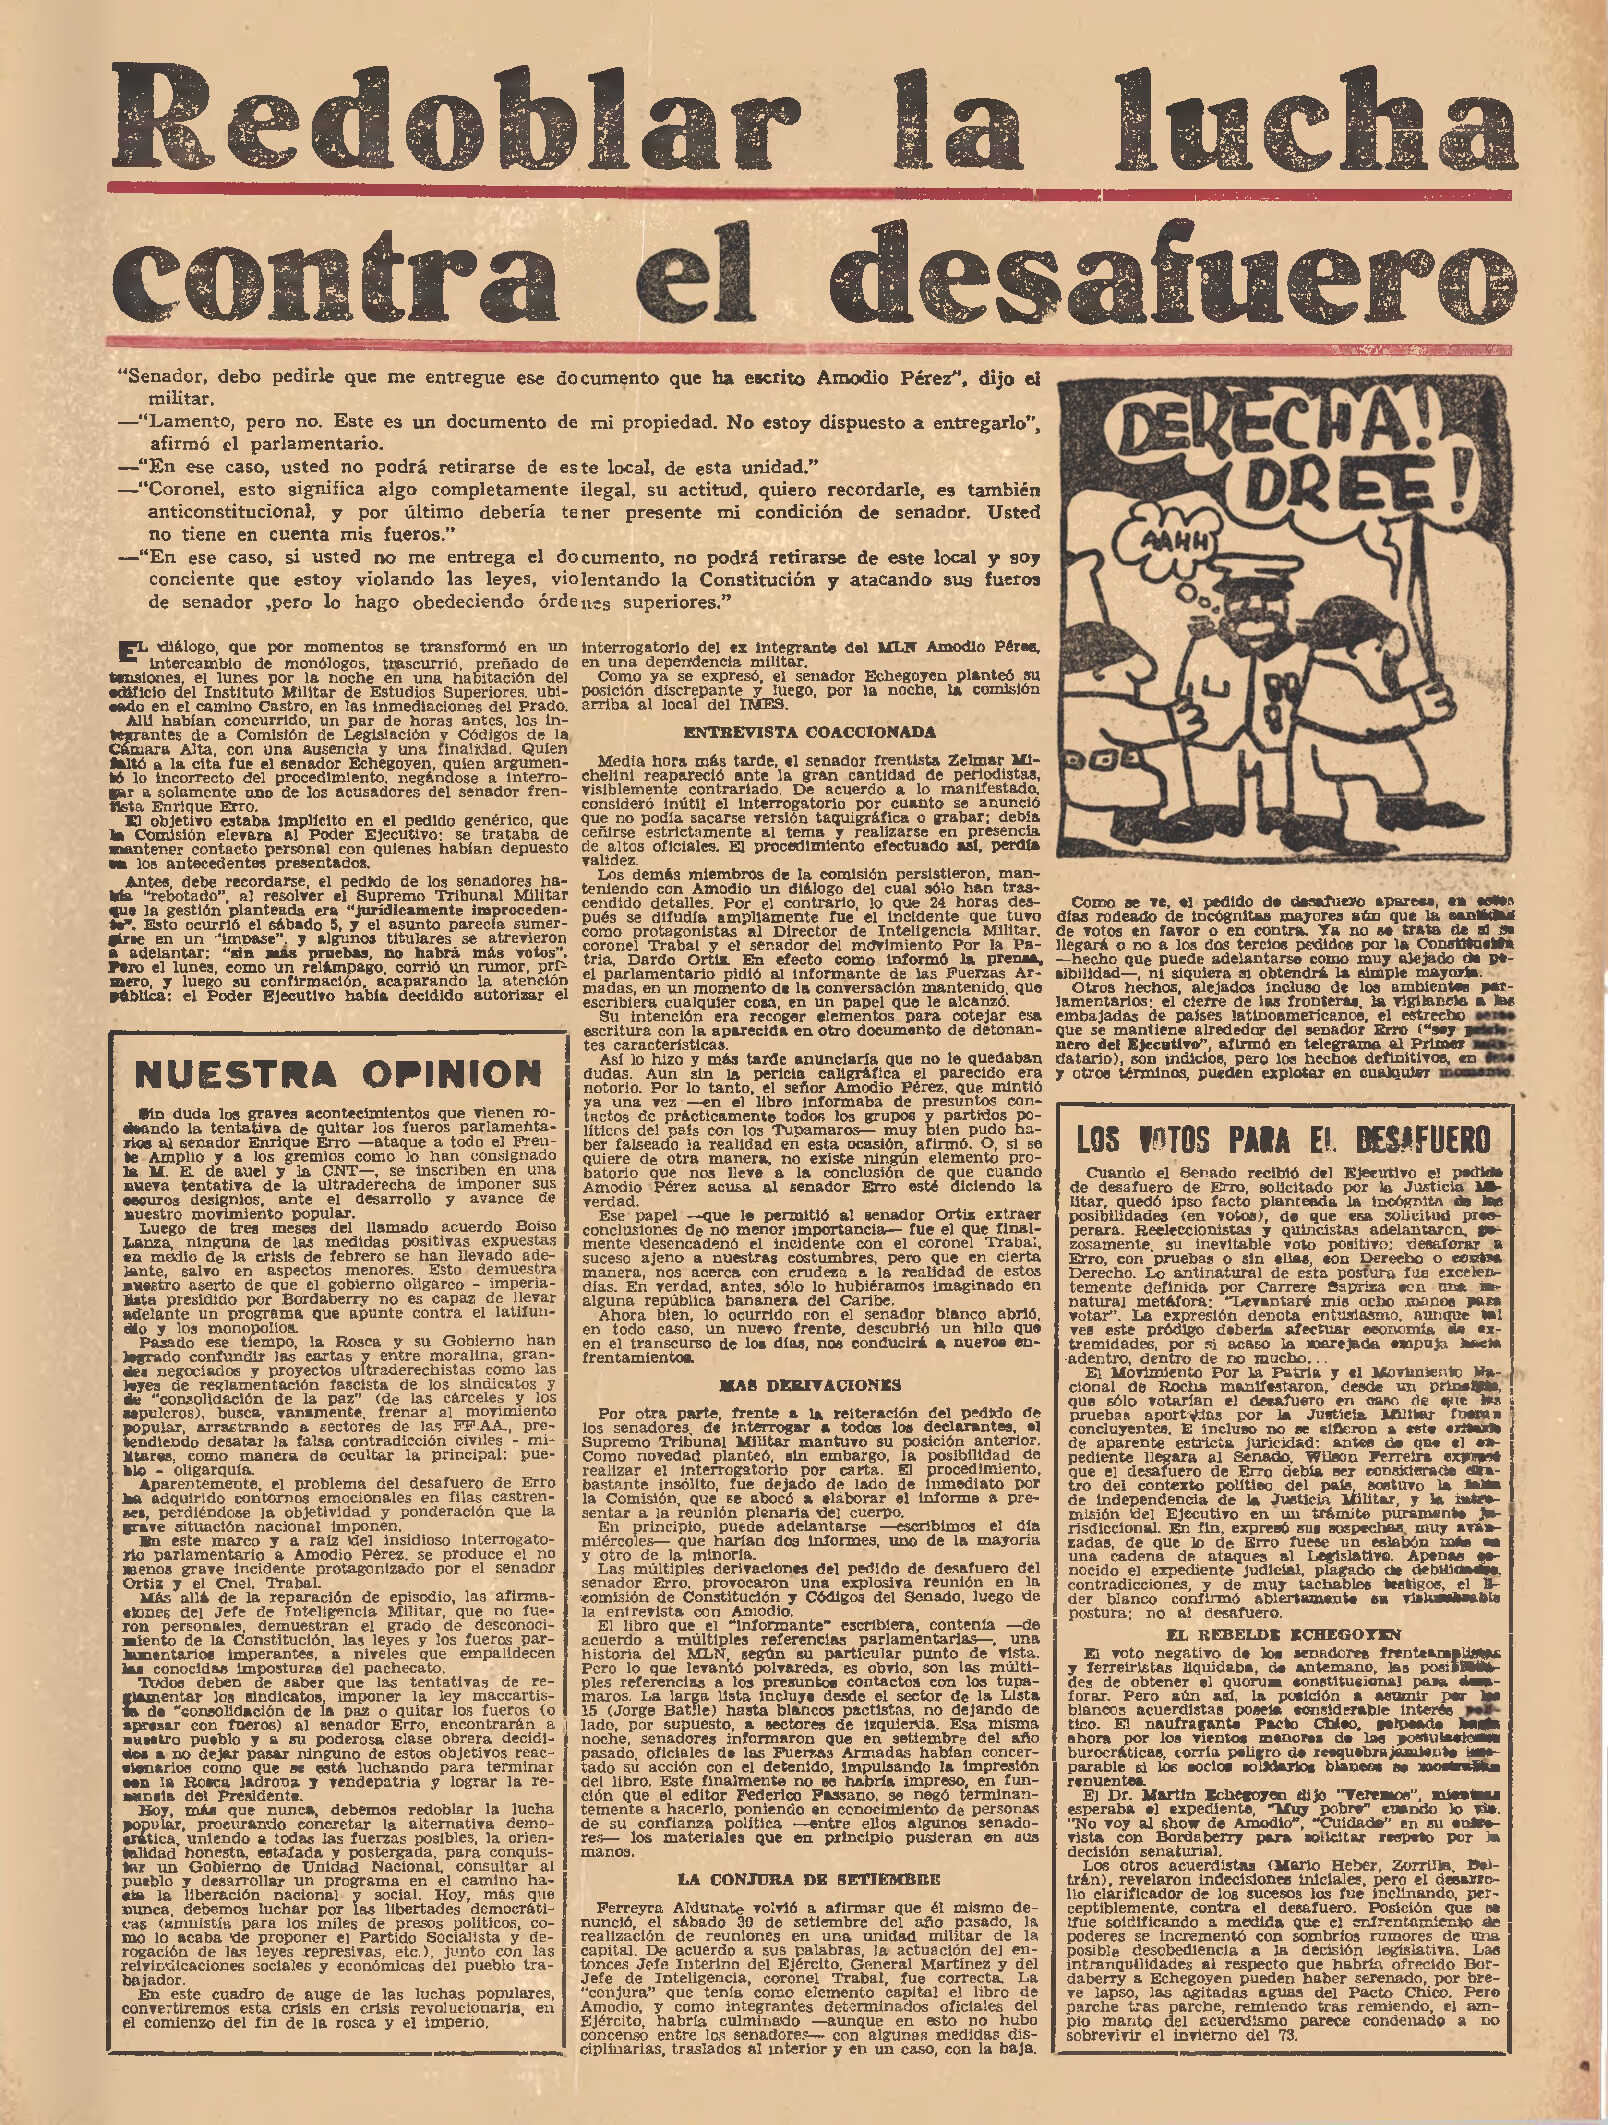 Redoblar la lucha
contra el desafuero
"Senador, debo pedirle que me entregue ese documento que ha escrito Amodio Pérez", dijo el
militar.
—"Lamento, pero no. Este es un documento de mi propiedad. No estoy dispuesto a entregarlo",
afirmó el parlamentario.
—"En ese caso, usted no podrá retirarse de este local, de esta unidad."
—"Coronel, esto significa algo completamente ilegal, su actitud, quiero recordarle, es también
anticonstitucional, y por último debería tener presente mi condición de senador. Usted
no tiene en cuenta mis fueros."
—"En ese caso, si usted no me entrega el documento, no podrá retirarse de este local y soy
conciente que estoy violando las leyes, violentando la Constitución y atacando sus fueros
de senador ,pero lo hago obedeciendo órdenes superiores."
DERECHA!
DREE!
AAHH
EL diálogo, que por momentos se transformó en un
intercambio de monólogos, trascurrió, preñado de
tensiones, el lunes por la noche en una habitación del
edificio del Instituto Militar de Estudios Superiores, ubi-
cado en el camino Castro, en las inmediaciones del Prado.
Allí habían concurrido, un par de horas antes, los in-
tegrantes de a Comisión de Legislación y Códigos de la
Cámara Alta, con una ausencia y una finalidad. Quien
faltó a la cita fue el senador Echegoyen, quien argumen-
tó lo incorrecto del procedimiento, negándose a interro-
gar a solamente uno de los acusadores del senador fren-
tista Enrique Erro.
El objetivo estaba implícito en el pedido genérico, que
la Comisión elevara al Poder Ejecutivo: se trataba de
mantener contacto personal con quienes habían depuesto
en los antecedentes presentados.
Antes, debe recordarse, el pedido de los senadores ha-
bía "rebotado", al resolver el Supremo Tribunal Militar
que la gestión planteada era "jurídicamente improceden-
te". Esto ocurrió el sábado 5, y el asunto parecía sumer-
girse en un "impase", y algunos titulares se atrevieron
a adelantar: "sin más pruebas, no habrá más votos".
Pero el lunes, como un relámpago, corrió un rumor, pri-
mero, y luego su confirmación, acaparando la atención
pública: el Poder Ejecutivo había decidido autorizar el
interrogatorio del ex integrante del MLN Amodio Péres,
en una dependencia militar.
Como ya se expresó, el senador Echegoyen planteó su
posición discrepante y luego, por la noche, la comisión
arriba al local del IMES.
ENTREVISTA COACCIONADA
Media hora más tarde, el senador frentista Zelmar Mi-
chelini reapareció ante la gran cantidad de periodistas,
visiblemente contrariado. De acuerdo a lo manifestado,
consideró inútil el interrogatorio por cuanto se anunció
que no podía sacarse versión taquigráfica o grabar; debía
ceñirse estrictamente al tema y realizarse en presencia
de altos oficiales. El procedimiento efectuado así, perdía
validez.
Los demás miembros de la comisión persistieron, man-
teniendo con Amodio un diálogo del cual sólo han tras-
cendido detalles. Por el contrario, lo que 24 horas des-
pués se difudía ampliamente fue el incidente que tuvo
como protagonistas al Director de Inteligencia Militar,
coronel Trabal y el senador del movimiento Por la Pa-
tria, Dardo Ortiz. En efecto como informó la prensa,
el parlamentario pidió al informante de las Fuerzas Ar-
madas, en un momento de la conversación mantenido, que
escribiera cualquier cosa, en un papel que le alcanzó.
Su intención era recoger elementos para cotejar esa
escritura con la aparecida en otro documento de detonan-
tes características.
Así lo hizo y más tarde anunciaría que no le quedaban
dudas. Aun sin la pericia caligráfica el parecido era
notorio. Por lo tanto, el señor Amodio Pérez, que mintió
ya una vez —en el libro informaba de presuntos con-
tactos de prácticamente todos los grupos y partidos po-
líticos del país con los Tupamaros— muy bien pudo ha-
ber falseado la realidad en esta ocasión, afirmó. O, si se
quiere de otra manera, no existe ningún elemento pro-
batorio que nos lleve a la conclusión de que cuando
Amodio Pérez acusa al senador Erro esté diciendo la
verdad.
Ese papel —que le permitió al senador Ortiz extraer
conclusiones de no menor importancia— fue el que final-
mente desencadenó el incidente con el coronel Trabal,
suceso ajeno a nuestras costumbres, pero que en cierta
manera, nos acerca con crudeza a la realidad de estos
días. En verdad, antes, sólo lo hubiéramos imaginado en
alguna república bananera del Caribe.
Ahora bien, lo ocurrido con el senador blanco abrió,
en todo caso, un nuevo frente, descubrió un hilo que
en el transcurso de los días, nos conducirá a nuevos en-
frentamientos.
MAS DERIVACIONES
Por otra parte, frente a la reiteración del pedido de
los senadores, de interrogar a todos los declarantes, el
Supremo Tribunal Militar mantuvo su posición anterior.
Como novedad planteó, sin embargo, la posibilidad de
realizar el interrogatorio por carta. El procedimiento,
bastante insólito, fue dejado de lado de inmediato por
la Comisión, que se abocó a elaborar el informe a pre-
sentar a la reunión plenaria del cuerpo.
En principio, puede adelantarse —escribimos el día
miércoles— que harían dos informes, uno de la mayoría
y otro de la minoría.
Las múltiples derivaciones del pedido de desafuero del
senador Erro, provocaron una explosiva reunión en la
comisión de Constitución y Códigos del Senado, luego de
la entrevista con Amodio.
El libro que el "informante" escribiera, contenía —de
acuerdo a múltiples referencias parlamentarias—, una
historia del MLN, según su particular punto de vista.
Pero lo que levantó polvareda, es obvio, son las múlti-
ples referencias a los presuntos contactos con los tupa-
maros. La larga lista incluye desde el sector de la Lista
15 (Jorge Batlle) hasta blancos pactistas, no dejando de
lado, por supuesto, a sectores de izquierda. Esa misma
noche, senadores informaron que en setiembre del año
pasado, oficiales de las Fuerzas Armadas habían concer-
tado su acción con el detenido, impulsando la impresión
del libro. Este finalmente no se habría impreso, en fun-
ción que el editor Federico Passano, se negó terminan-
temente a hacerlo, poniendo en conocimiento de personas
de su confianza política —entre ellos algunos senado-
res— los materiales que en principio pusieran en sus
manos.
LA CONJURA DE SETIEMBRE
Ferreyra Aldunate volvió a afirmar que él mismo de-
nunció, el sábado 30 de setiembre del año pasado, la
realización de reuniones en una unidad militar de la
capital. De acuerdo a sus palabras, la actuación del en-
tonces Jefe Interino del Ejército, General Martínez y del
Jefe de Inteligencia, coronel Trabal, fue correcta. La
"conjura" que tenía como elemento capital el libro de
Amodio, y como integrantes determinados oficiales del
Ejército, habría culminado —aunque en esto no hubo
concenso entre los senadores— con algunas medidas dis-
ciplinarias, traslados al interior y en un caso, con la baja.
Como se ve, el pedido de desafuero aparece, en estos
días rodeado de incógnitas mayores aún que la cantidad
de votos en favor o en contra. Ya no se trata de si se
llegará o no a los dos tercios pedidos por la Constitución
—hecho que puede adelantarse como muy alejado de po-
sibilidad—, ni siquiera si obtendrá la simple mayoría.
Otros hechos, alejados incluso de los ambientes par-
lamentarios; el cierre de las fronteras, la vigilancia a las
embajadas de países latinoamericanos, el estrecho cerco
que se mantiene alrededor del senador Erro ("soy prisio-
nero del Ejecutivo", afirmó en telegrama al Primer Man-
datario), son indicios, pero los hechos definitivos, en
y otros términos, pueden explotar en cualquier momento.
NUESTRA OPINION
Sin duda los graves acontecimientos que vienen ro-
deando la tentativa de quitar los fueros parlamenta-
rios al senador Enrique Erro —ataque a todo el Fren-
te Amplio y a los gremios como lo han consignado
la M. E. de auel y la CNT—, se inscriben en una
nueva tentativa de la ultraderecha de imponer sus
oscuros designios, ante el desarrollo y avance de
nuestro movimiento popular.
Luego de tres meses del llamado acuerdo Boiso
Lanza, ninguna de las medidas positivas expuestas
en medio de la crisis de febrero se han llevado ade-
lante, salvo en aspectos menores. Esto demuestra
nuestro aserto de que el gobierno oligarco - imperia-
lista presidido por Bordaberry no es capaz de llevar
adelante un programa que apunte contra el latifun-
dio y los monopolios.
Pasado ese tiempo, la Rosca y su Gobierno han
logrado confundir las cartas y entre moralina, gran-
des negociados y proyectos ultraderechistas como las
leyes de reglamentación fascista de los sindicatos y
de "consolidación de la paz" (de las cárceles y los
sepulcros), busca, vanamente, frenar al movimiento
popular, arrastrando a sectores de las FF.AA., pre-
tendiendo desatar la falsa contradicción civiles - mi-
litares, como manera de ocultar la principal: pue-
blo - oligarquía.
Aparentemente, el problema del desafuero de Erro
ha adquirido contornos emocionales en filas castren-
ses, perdiéndose la objetividad y ponderación que la
grave situación nacional imponen.
En este marco y a raíz del insidioso interrogato-
rio parlamentario a Amodio Pérez, se produce el no
menos grave incidente protagonizado por el senador
Ortiz y el Cnel. Trabal.
Más allá de la reparación de episodio, las afirma-
ciones del Jefe de Inteligencia Militar, que no fue-
ron personales, demuestran el grado de desconoci-
miento de la Constitución, las leyes y los fueros par-
lamentarios imperantes, a niveles que empalidecen
las conocidas imposturas del pachecato.
Todos deben de saber que las tentativas de re-
glamentar los sindicatos, imponer la ley maccartis-
ta de "consolidación de la paz o quitar los fueros (o
apresar con fueros) al senador Erro, encontrarán a
nuestro pueblo y a su poderosa clase obrera decidi-
dos a no dejar pasar ninguno de estos objetivos reac-
cionarios como que se está luchando para terminar
con la Rosca ladrona y vendepatria y lograr la re-
nuncia del Presidente.
Hoy, más que nunca, debemos redoblar la lucha
popular, procurando concretar la alternativa demo-
crática, uniendo a todas las fuerzas posibles, la orien-
talidad honesta, estafada y postergada, para conquis-
tar un Gobierno de Unidad Nacional, consultar al
pueblo y desarrollar un programa en el camino ha-
cia la liberación nacional y social. Hoy, más que
nunca, debemos luchar por las libertades democráti-
cas (amnistía para los miles de presos políticos, co-
mo lo acaba de proponer el Partido Socialista y de-
rogación de las leyes represivas, etc.), junto con las
reivindicaciones sociales y económicas del pueblo tra-
bajador.
En este cuadro de auge de las luchas populares,
convertiremos esta crisis en crisis revolucionaria, en
el comienzo del fin de la rosca y el imperio.
LOS VOTOS PARA EL DESAFUERO
Cuando el Senado recibió del Ejecutivo el pedido
de desafuero de Erro, solicitado por la Justicia Mi-
litar, quedó ipso facto planteada la incógnita de las
posibilidades (en votos), de que esa solicitud pros-
perara. Reeleccionistas y quincistas adelantaron, go-
zosamente, su inevitable voto positivo: desaforar a
Erro, con pruebas o sin ellas, con Derecho o contra
Derecho. Lo antinatural de esta postura fue excelen-
temente definida por Carrere Sapriza con una in-
natural metáfora: "Levantaré mis ocho manos para
votar". La expresión denota entusiasmo, aunque tal
vez este pródigo debería afectuar economía de ex-
tremidades, por si acaso la marejada empuja hacia
adentro, dentro de no mucho...
El Movimiento Por la Patria y el Movimiento Na-
cional de Rocha manifestaron, desde un principio,
que sólo votarían el desafuero en caso de que las
pruebas aportadas por la Justicia Militar fueran
concluyentes. E incluso no se ciñeron a este criterio
de aparente estricta juricidad: antes de que el ex-
pediente llegara al Senado, Wilson Ferreira expresó
que el desafuero de Erro debía ser considerado den-
tro del contexto político del país, sostuvo la falta
de independencia de la Justicia Militar, y la intro-
misión del Ejecutivo en un trámite puramente ju-
risdiccional. En fin, expresó sus sospechas, muy avan-
zadas, de que lo de Erro fuese un eslabón más en
una cadena de ataques al Legislativo. Apenas co-
nocido el expediente judicial, plagado de debilidades,
contradicciones, y de muy tachables testigos, el lí-
der blanco confirmó abiertamente su vislumbrable
postura; no al desafuero.
EL REBELDE ECHEGOYEN
El voto negativo de los senadores frenteamplistas
y ferreiristas liquidaba, de antemano, las posibilida-
des de obtener el quorum constitucional para desa-
forar. Pero aún así, la posición a asumir por los
blancos acuerdistas poseía considerable interés polí-
tico. El naufragante Pacto Chico, golpeado hasta
ahora por los vientos menores de las postulaciones
burocráticas, corría peligro de resquebrajamiento irre-
parable si los socios solidarios blancos se mostraban
renuentes.
El Dr. Martín Echegoyen dijo "Veremos", mientras
esperaba el expediente, "Muy pobre" cuando lo vio.
"No voy al show de Amodio", "Cuidado" en su entre-
vista con Bordaberry para solicitar respeto por la
decisión senaturial.
Los otros acuerdistas (Mario Heber, Zorrilla, Bel-
trán), revelaron indecisiones iniciales, pero el desarro-
llo clarificador de los sucesos los fue inclinando, per-
ceptiblemente, contra el desafuero. Posición que se
fue solidificando a medida que el enfrentamiento de
poderes se incrementó con sombríos rumores de una
posible desobediencia a la decisión legislativa. Las
intranquilidades al respecto que habría ofrecido Bor-
daberry a Echegoyen pueden haber serenado, por bre-
ve lapso, las agitadas aguas del Pacto Chico. Pero
parche tras parche, remiendo tras remiendo, el am-
pio manto del acuerdismo parece condenado a no
sobrevivir el invierno del 73.